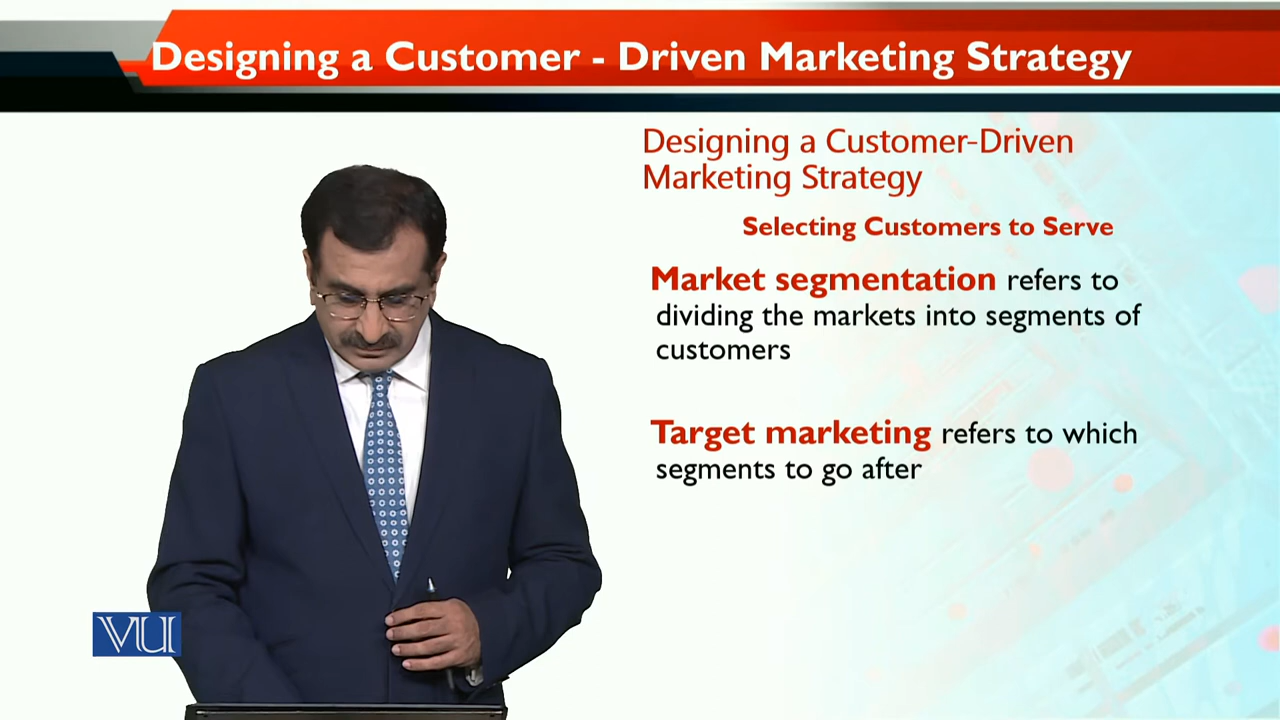 Designing a Customer - Driven Marketing Strategy
Designing a Customer-Driven
Marketing Strategy
Selecting Customers to Serve
Market segmentation refers to
dividing the markets into segments of
customers
Target marketing refers to which
segments to go after
VU